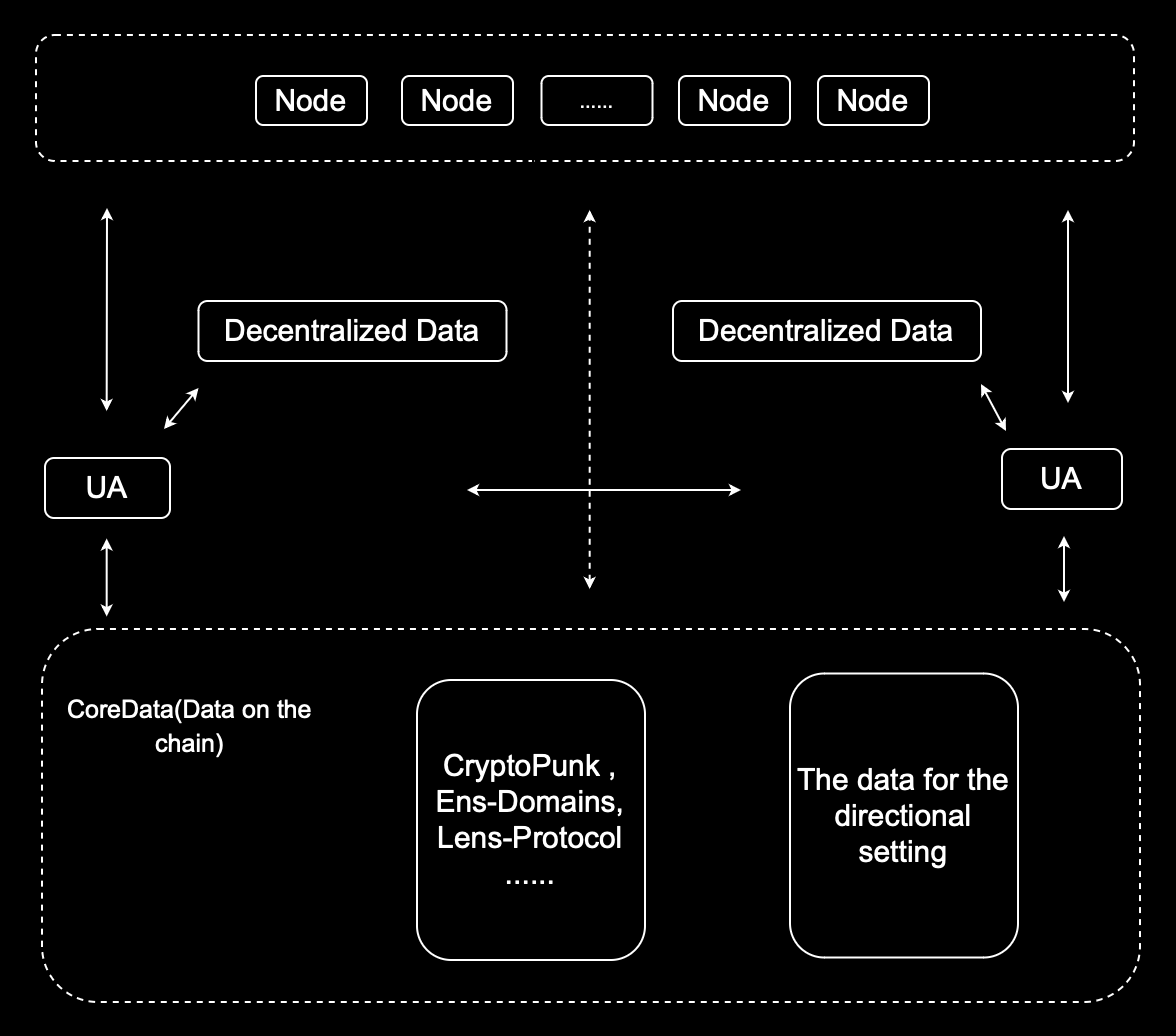 Node
Node
......
Node
Node
Decentralized Data
Decentralized Data
UA
UA
CoreData(Data on the
chain)
CryptoPunk ,
Ens-Domains,
Lens-Protocol
......
The data for the
directional
setting